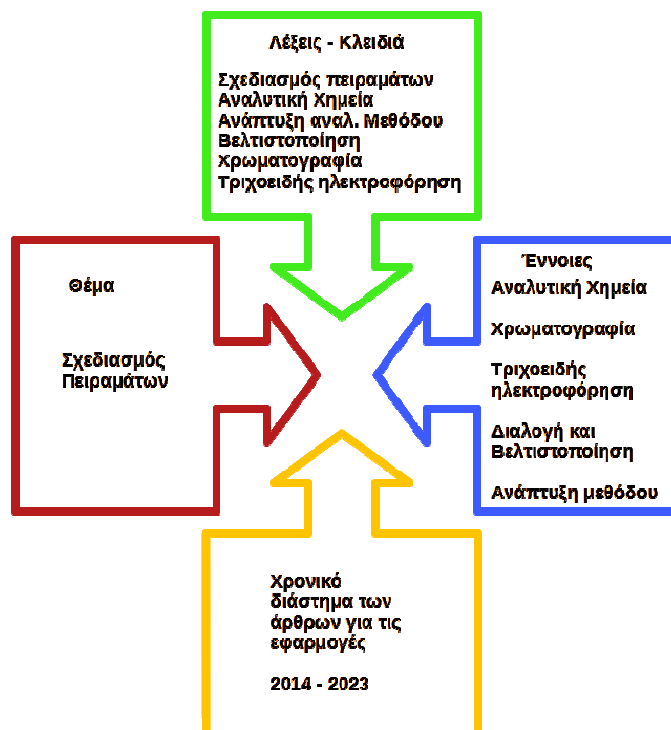 Λέξεις - Κλειδιά
Σχεδιασμός πειραμάτων
Αναλυτική Χημεία
Ανάπτυξη αναλ. Μεθόδου
Βελτιστοποίηση
Χρωματογραφία
Τριχοειδής ηλεκτροφόρηση
Θέμα
Σχεδιασμός
Πειραμάτων
Έννοιες
Αναλυτική Χημεία
Χρωματογραφία
Τριχοειδής
ηλεκτροφόρηση
Διαλογή και
Βελτιστοποίηση
Ανάπτυξη μεθόδου
Χρονικό
διάστημα των
άρθρων για τις
εφαρμογές
2014 - 2023